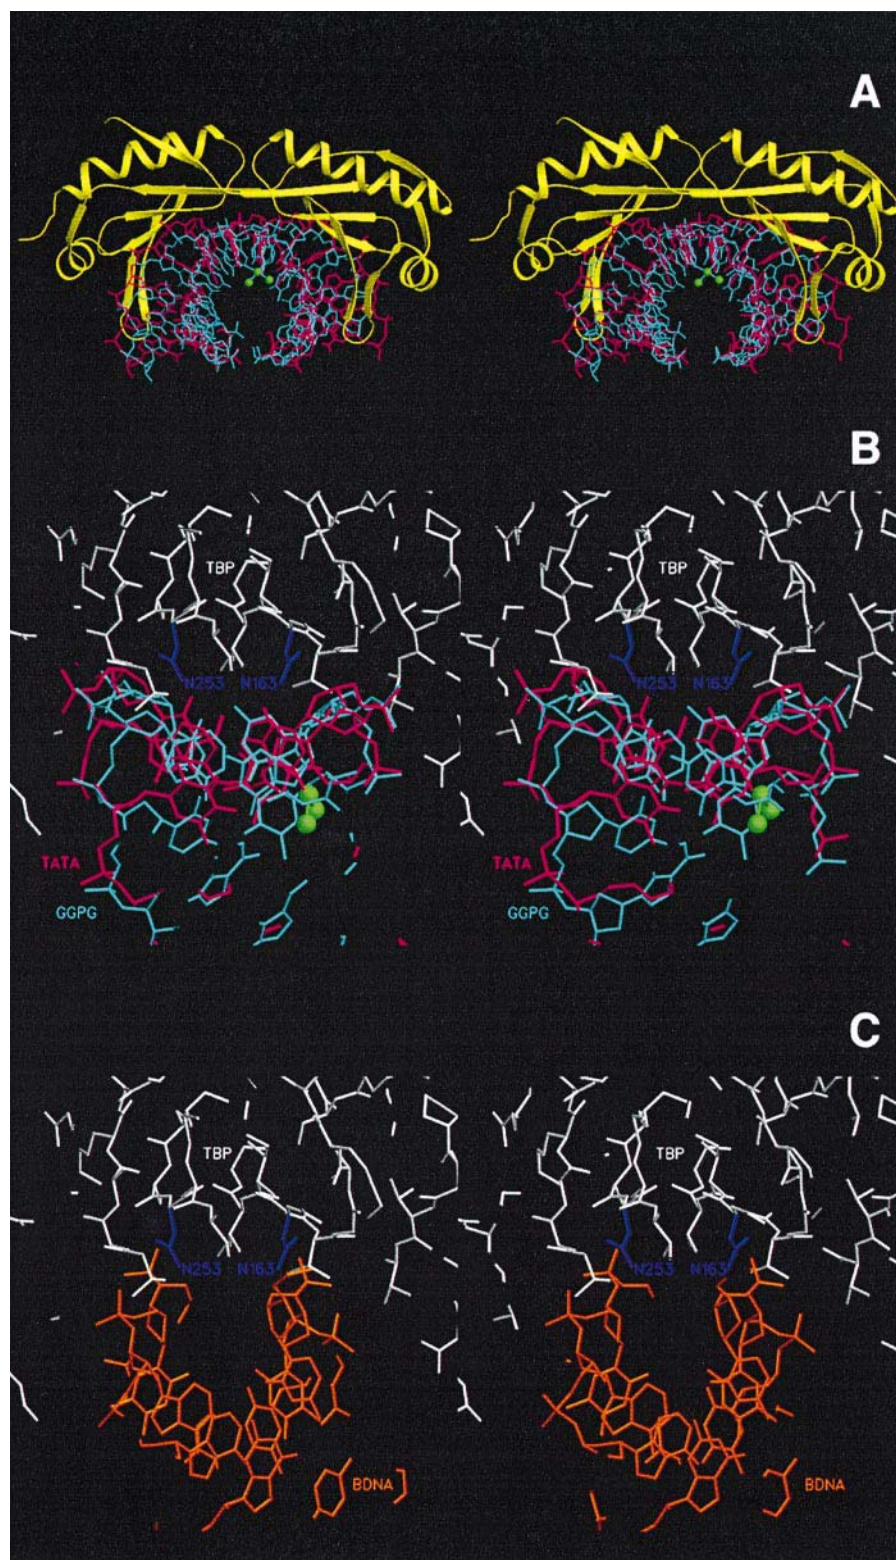 A
B
TBP
N253 N163
TATA
GGPG
TBP
N253 N163
TATA
GGPG
C
TBP
N253 N163
BDNA
TBP
N253 N163
BDNA